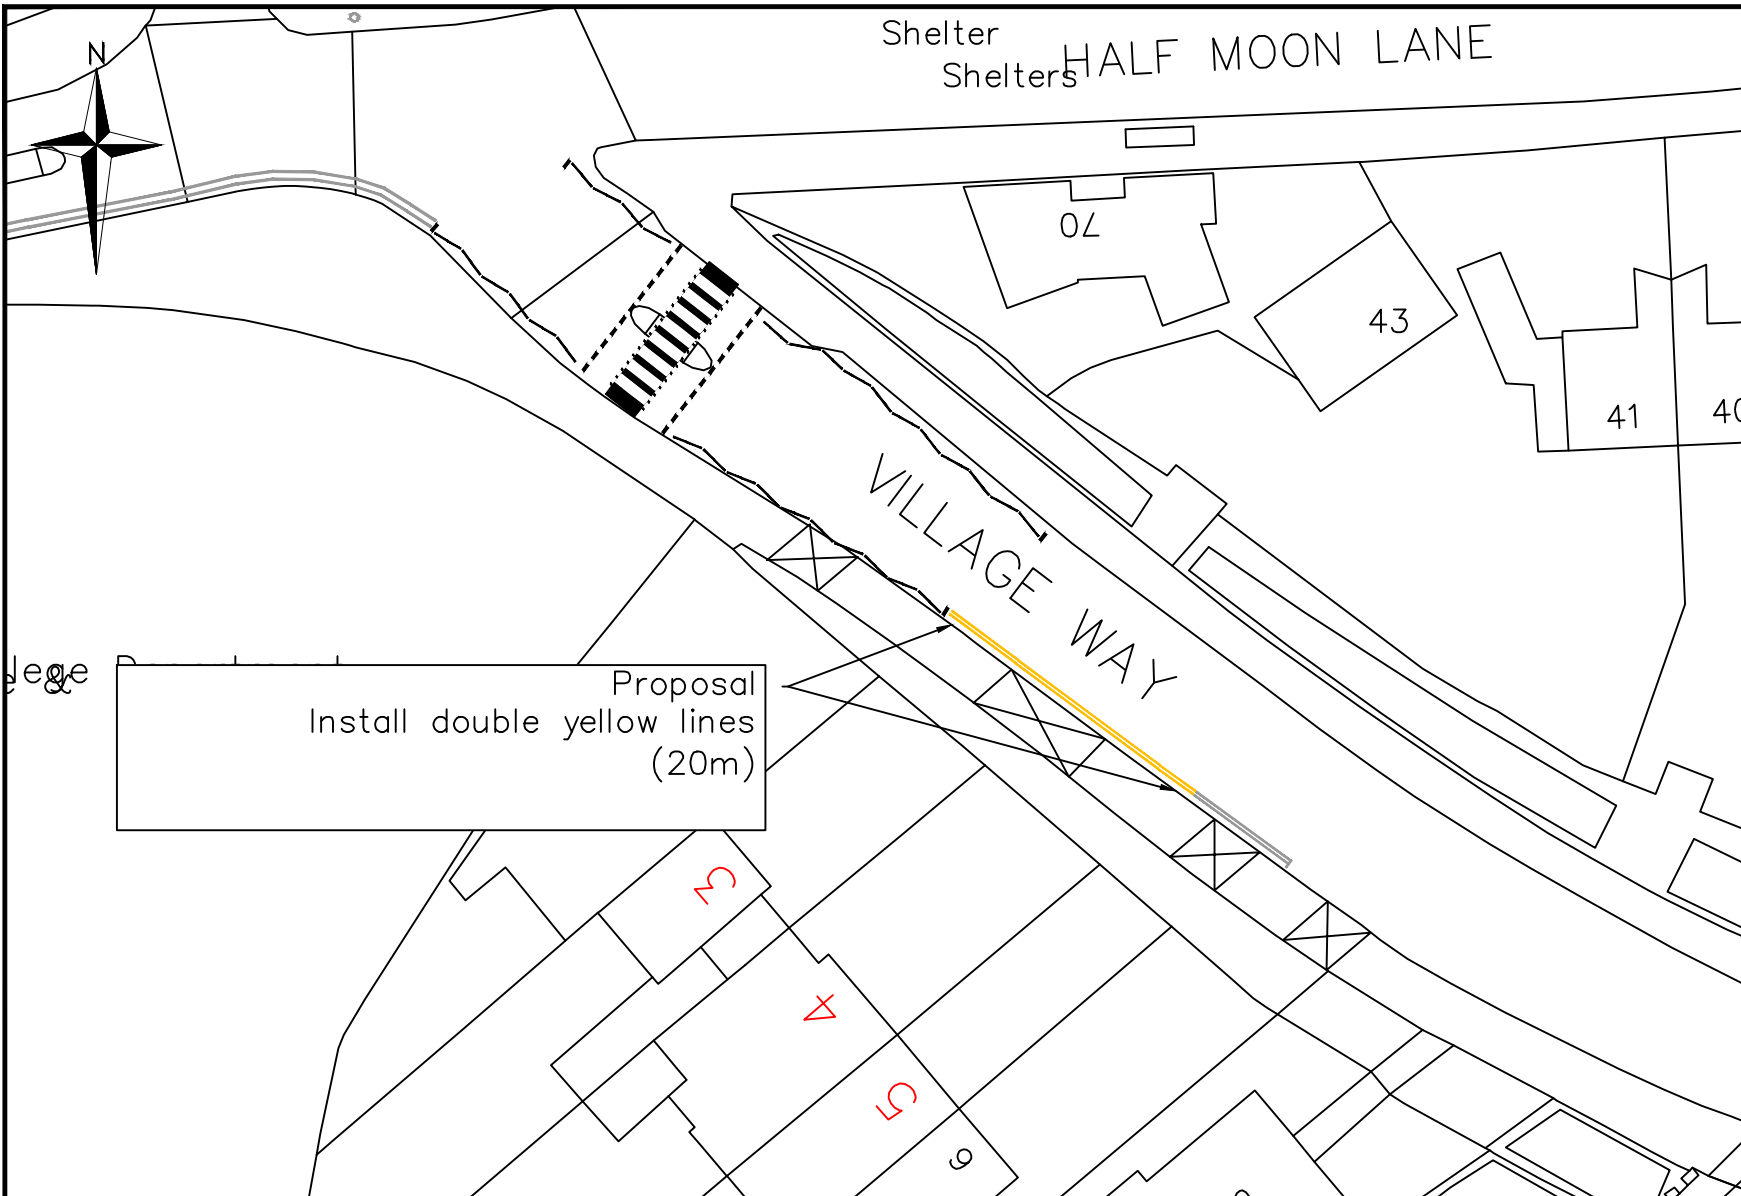 Shelter
HALF MOON LANE
Shelters
N
70
43
41
40
VILLAGE WAY
lege
&
Proposal
Install double yellow lines
(20m)
3
4
5
6